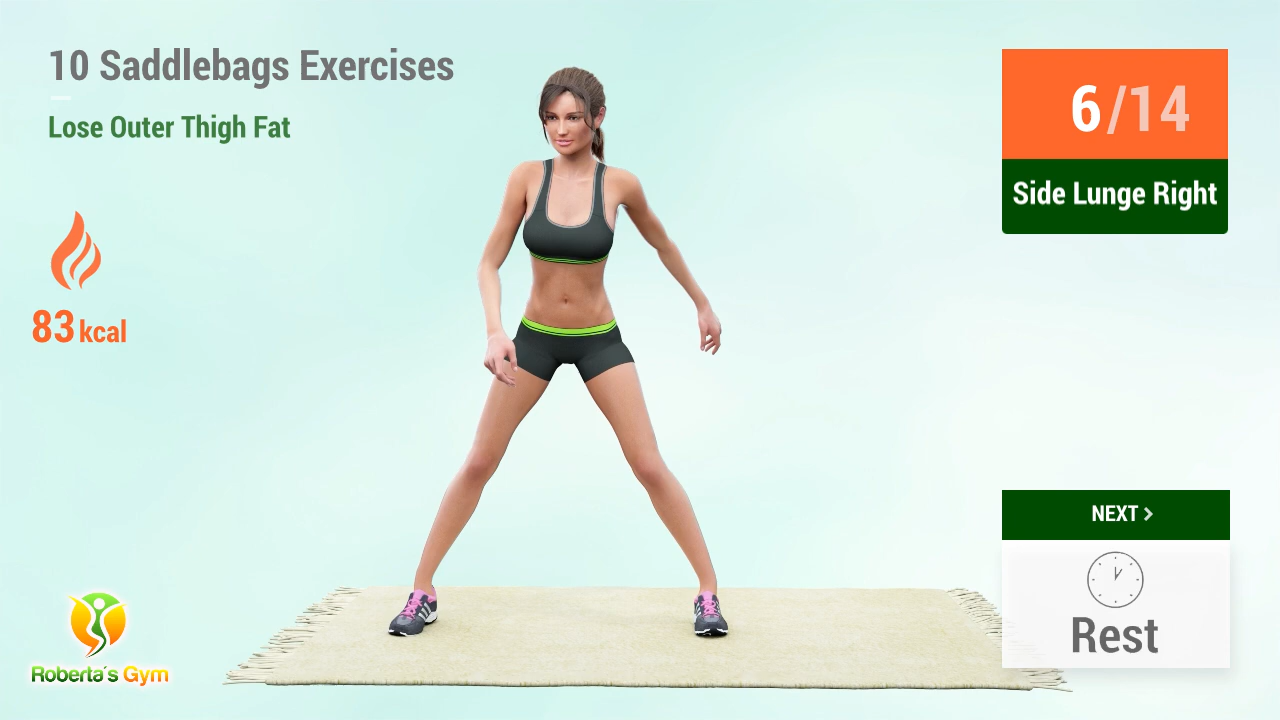 10 Saddlebags Exercises
Lose Outer Thigh Fat
6/14
Side Lunge Right
83 kcal
NEXT >
Rest
Roberta´s Gym